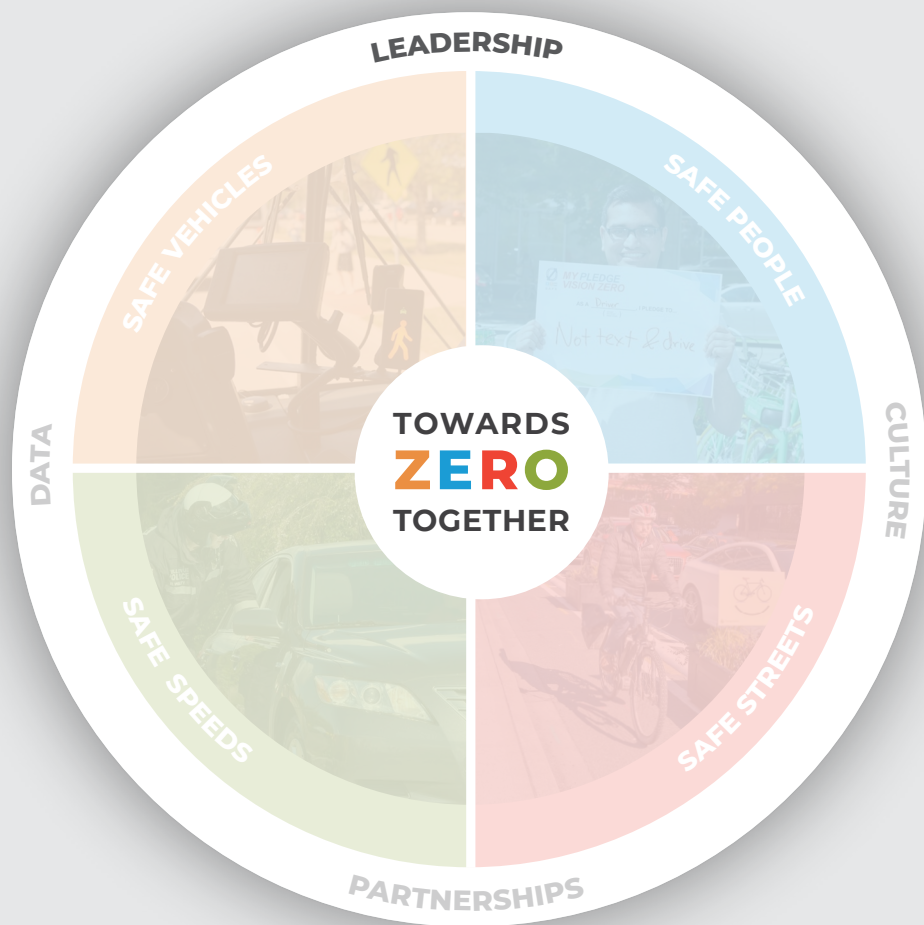 LEADERSHIP
SAFE VEHICLES
SAFE PEOPLE
MY PLEDGE
VISION ZERO
Not text & drive
DATA
TOWARDS
ZERO
TOGETHER
CULTURE
SAFE SPEEDS
SAFE STREETS
PARTNERSHIPS